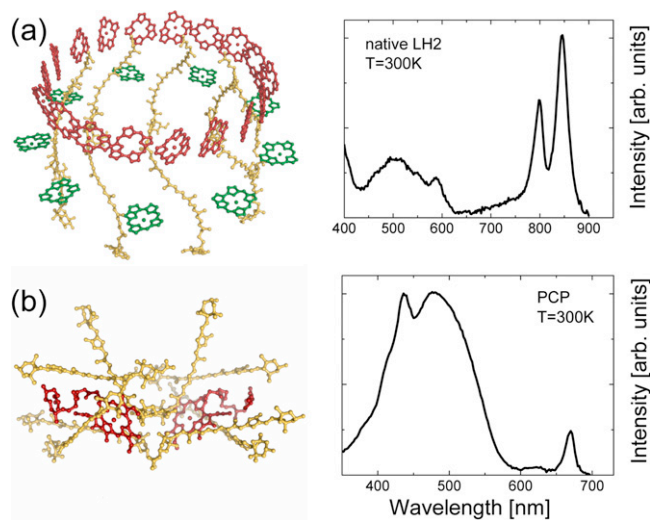 (a)
native LH2
T=300K
Intensity [arb. units]
400 500 600 700 800 900
(b)
PCP
T=300K
Intensity [arb. units]
400 500 600 700
Wavelength [nm]